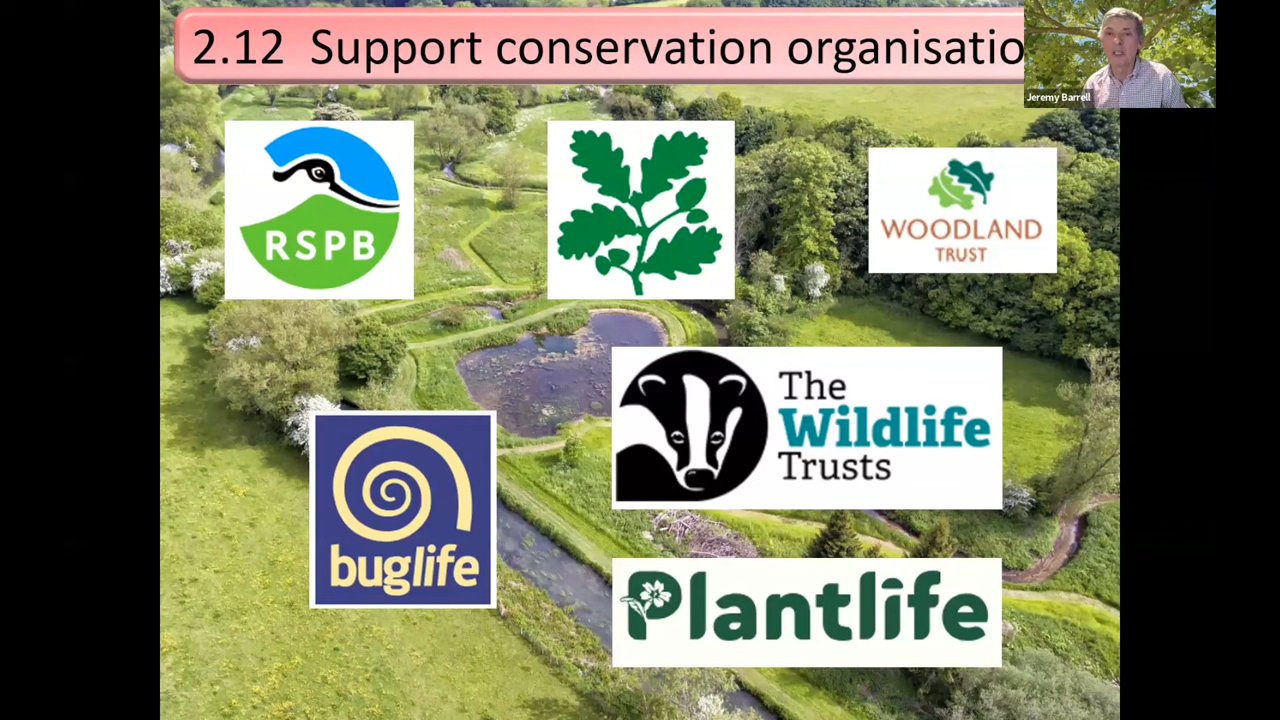 2.12 Support conservation organisatio
Jeremy Barrell
RSPB
WOODLAND
TRUST
The
Wildlife
Trusts
buglife
Plantlife